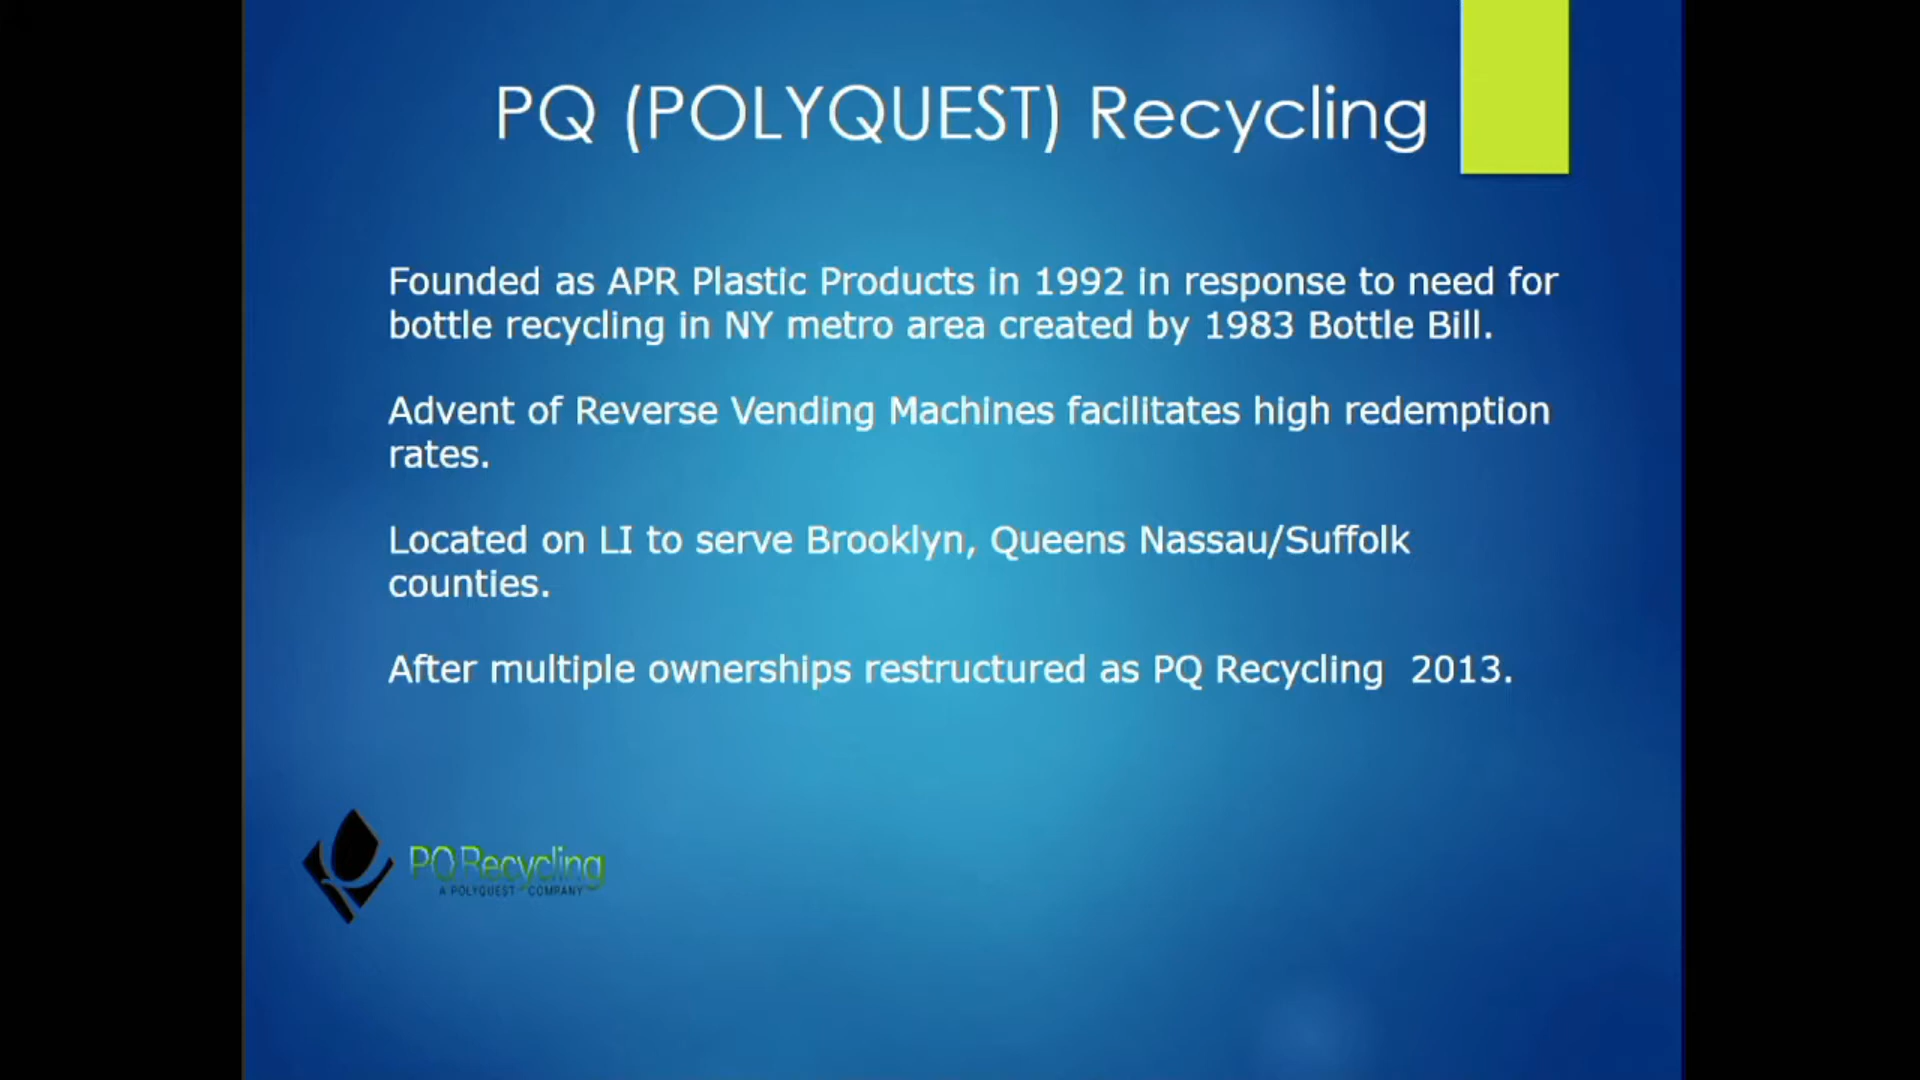 PQ (POLYQUEST) Recycling
Founded as APR Plastic Products in 1992 in response to need for
bottle recycling in NY metro area created by 1983 Bottle Bill.
Advent of Reverse Vending Machines facilitates high redemption
rates.
Located on LI to serve Brooklyn, Queens Nassau/Suffolk
counties.
After multiple ownerships restructured as PQ Recycling  2013.
PQ Recycling
A POLYQUEST COMPANY